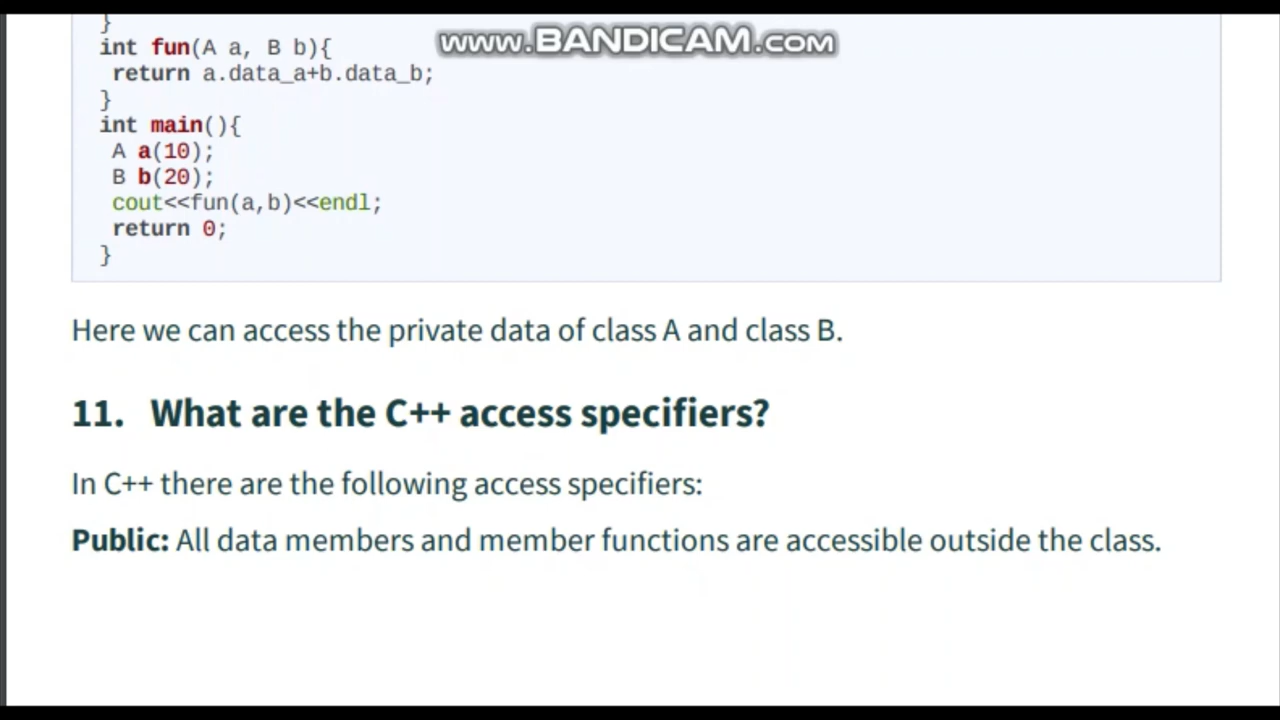 }
www.BANDICAM.com
int fun(A a, B b){
return a.data_a+b.data_b;
}
int main(){
A a(10);
B b(20);
cout<<fun(a,b)<<endl;
return 0;
}
Here we can access the private data of class A and class B.
11. What are the C++ access specifiers?
In C++ there are the following access specifiers:
Public: All data members and member functions are accessible outside the class.